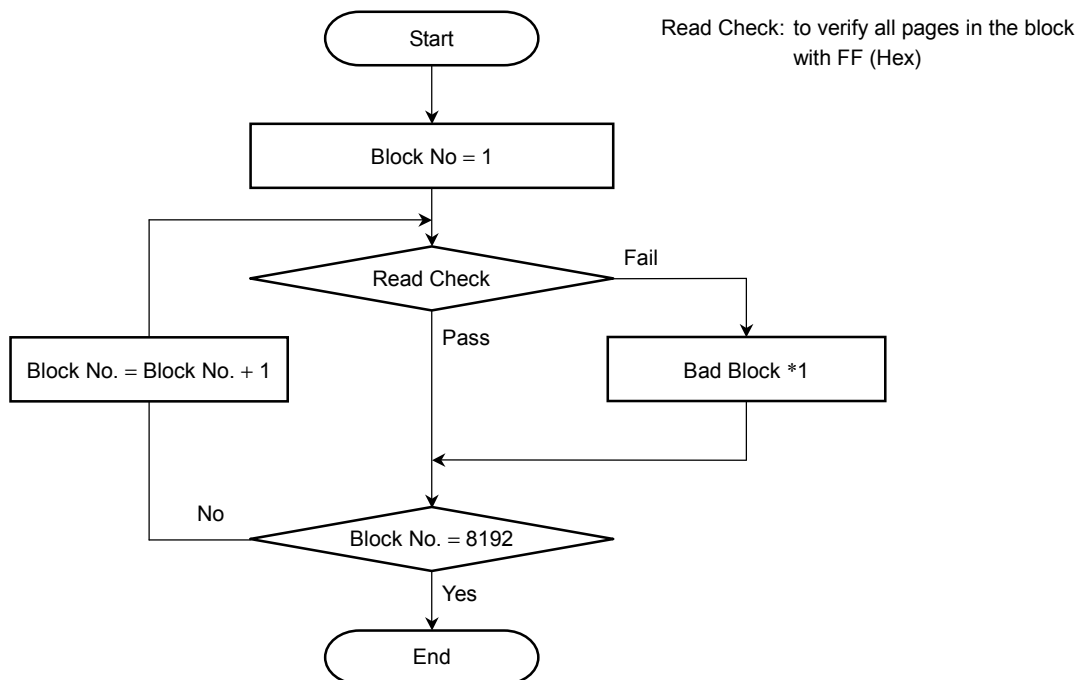 Start
Read Check: to verify all pages in the block
with FF (Hex)
Block No = 1
Read Check
Fail
Pass
Block No. = Block No. + 1
Bad Block *1
No
Block No. = 8192
Yes
End